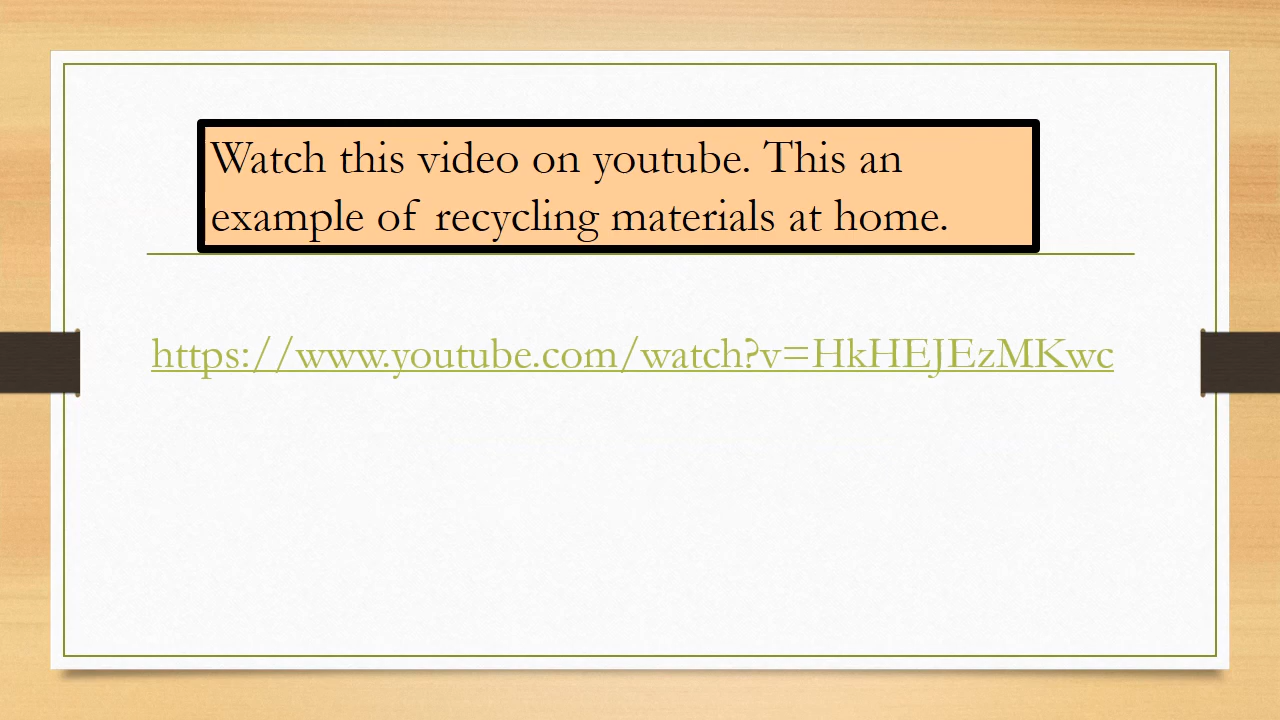 Watch this video on youtube. This an
example of recycling materials at home.
https://www.youtube.com/watch?v=HkHEJEzMKwc